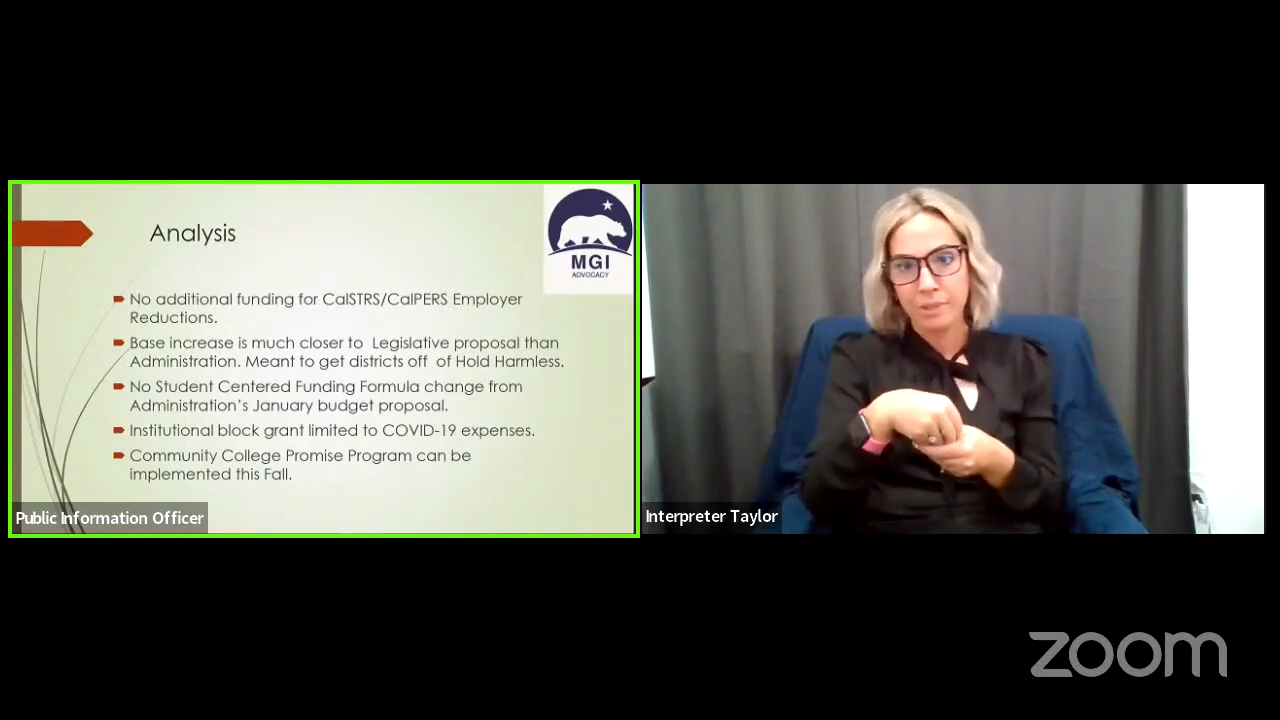 Analysis
MGI
ADVOCACY
No additional funding for CalSTRS/CalPERS Employer
Reductions.
Base increase is much closer to  Legislative proposal than
Administration. Meant to get districts off  of Hold Harmless.
No Student Centered Funding Formula change from
Administration's January budget proposal.
Institutional block grant limited to COVID-19 expenses.
Community College Promise Program can be
implemented this Fall.
Public Information Officer
Interpreter Taylor
zoom